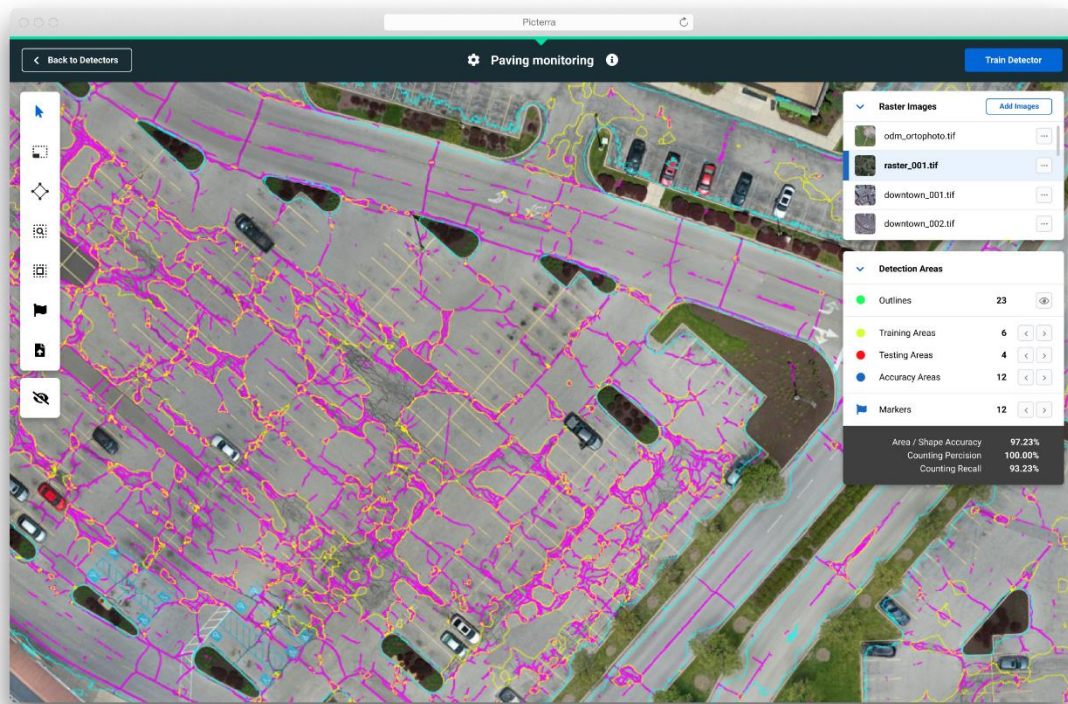 Picterra
Back to Detectors
Paving monitoring
Train Detector
Raster Images
Add Images
odm_ortophoto.tif
raster_001.tif
downtown_001.tif
downtown_002.tif
Detection Areas
Outlines 23
Training Areas 6
Testing Areas 4
Accuracy Areas 12
Markers 12
Area / Shape Accuracy 97.23%
Counting Percision 100.00%
Counting Recall 93.23%